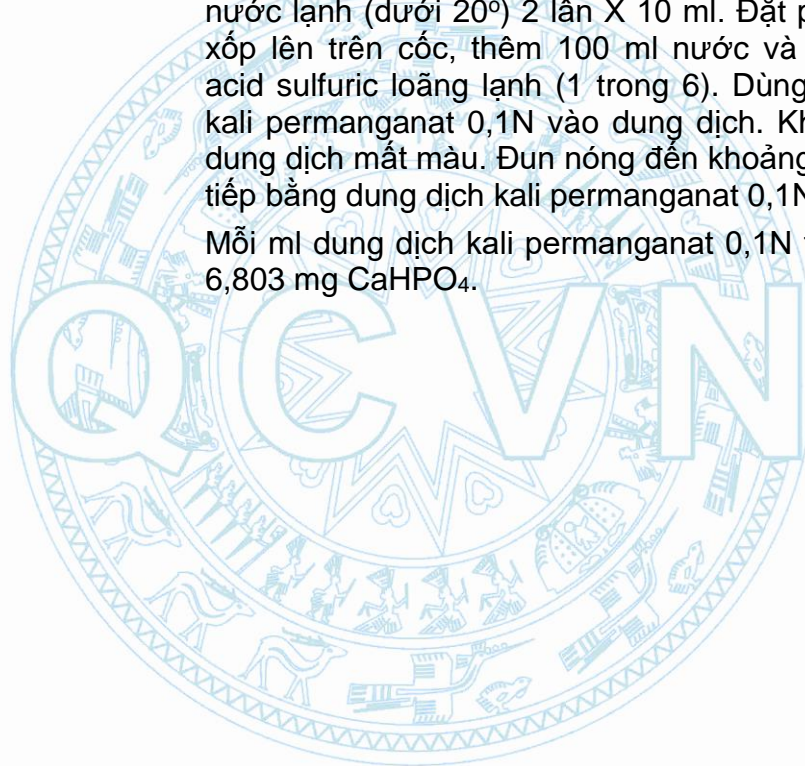 nước lạnh (dưới 20º) 2 lần X 10 ml. Đặt
xốp lên trên cốc, thêm 100 ml nước và
acid sulfuric loãng lạnh (1 trong 6). Dùng
kali permanganat 0,1N vào dung dịch.
dung dịch mất màu. Đun nóng đến khoảng
tiếp bằng dung dịch kali permanganat 0,1N
Mỗi ml dung dịch kali permanganat 0,1N
6,803 mg CaHPO₄.
QCVN